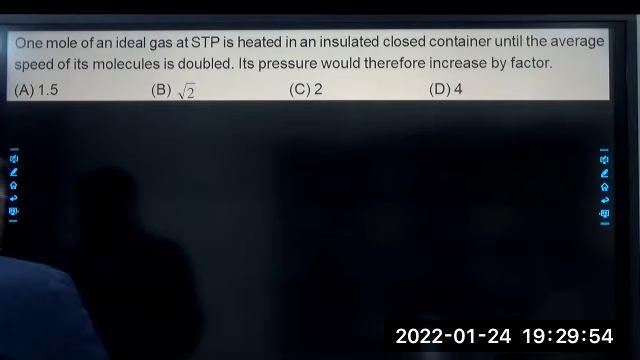 One mole of an ideal gas at STP is heated in an insulated closed container until the average
speed of its molecules is doubled. Its pressure would therefore increase by factor.
(A) 1.5 (B) √2 (C) 2 (D) 4
2022-01-24 19:29:54